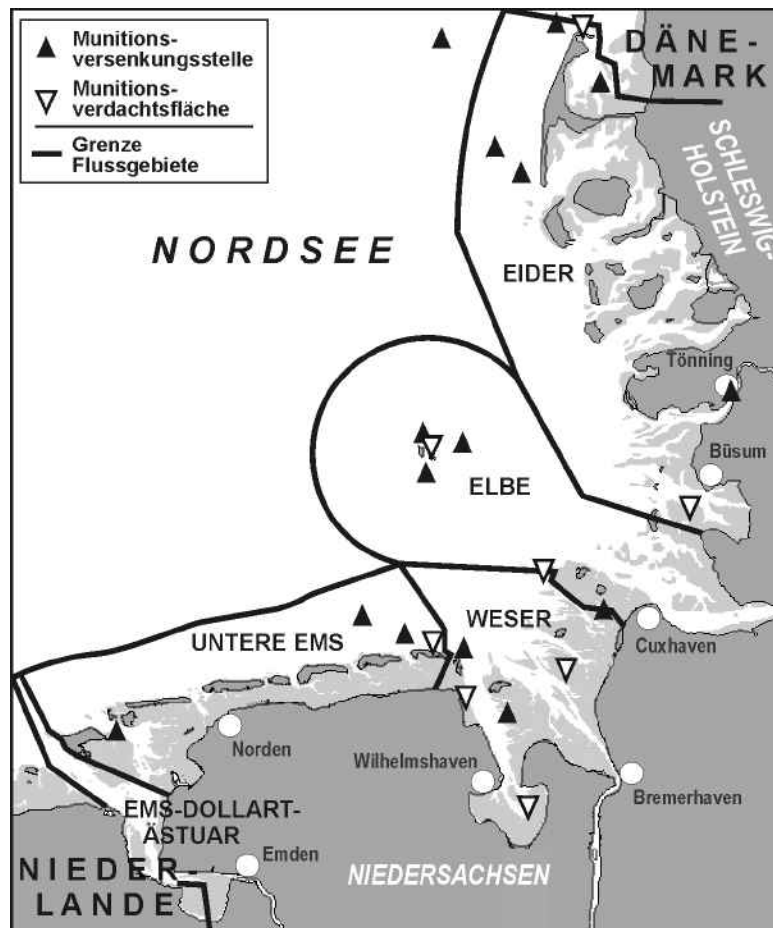 Munitions-
versenkungsstelle
Munitions-
verdachtsfläche
Grenze
Flussgebiete
DÄNE-
MARK
SCHLESWIG-
HOLSTEIN
NORDSEE
EIDER
Tönning
Büsum
ELBE
WESER
UNTERE EMS
Cuxhaven
Norden
Wilhelmshaven
Bremerhaven
EMS-DOLLART-
ÄSTUAR
Emden
NIEDER-
LANDE
NIEDERSACHSEN